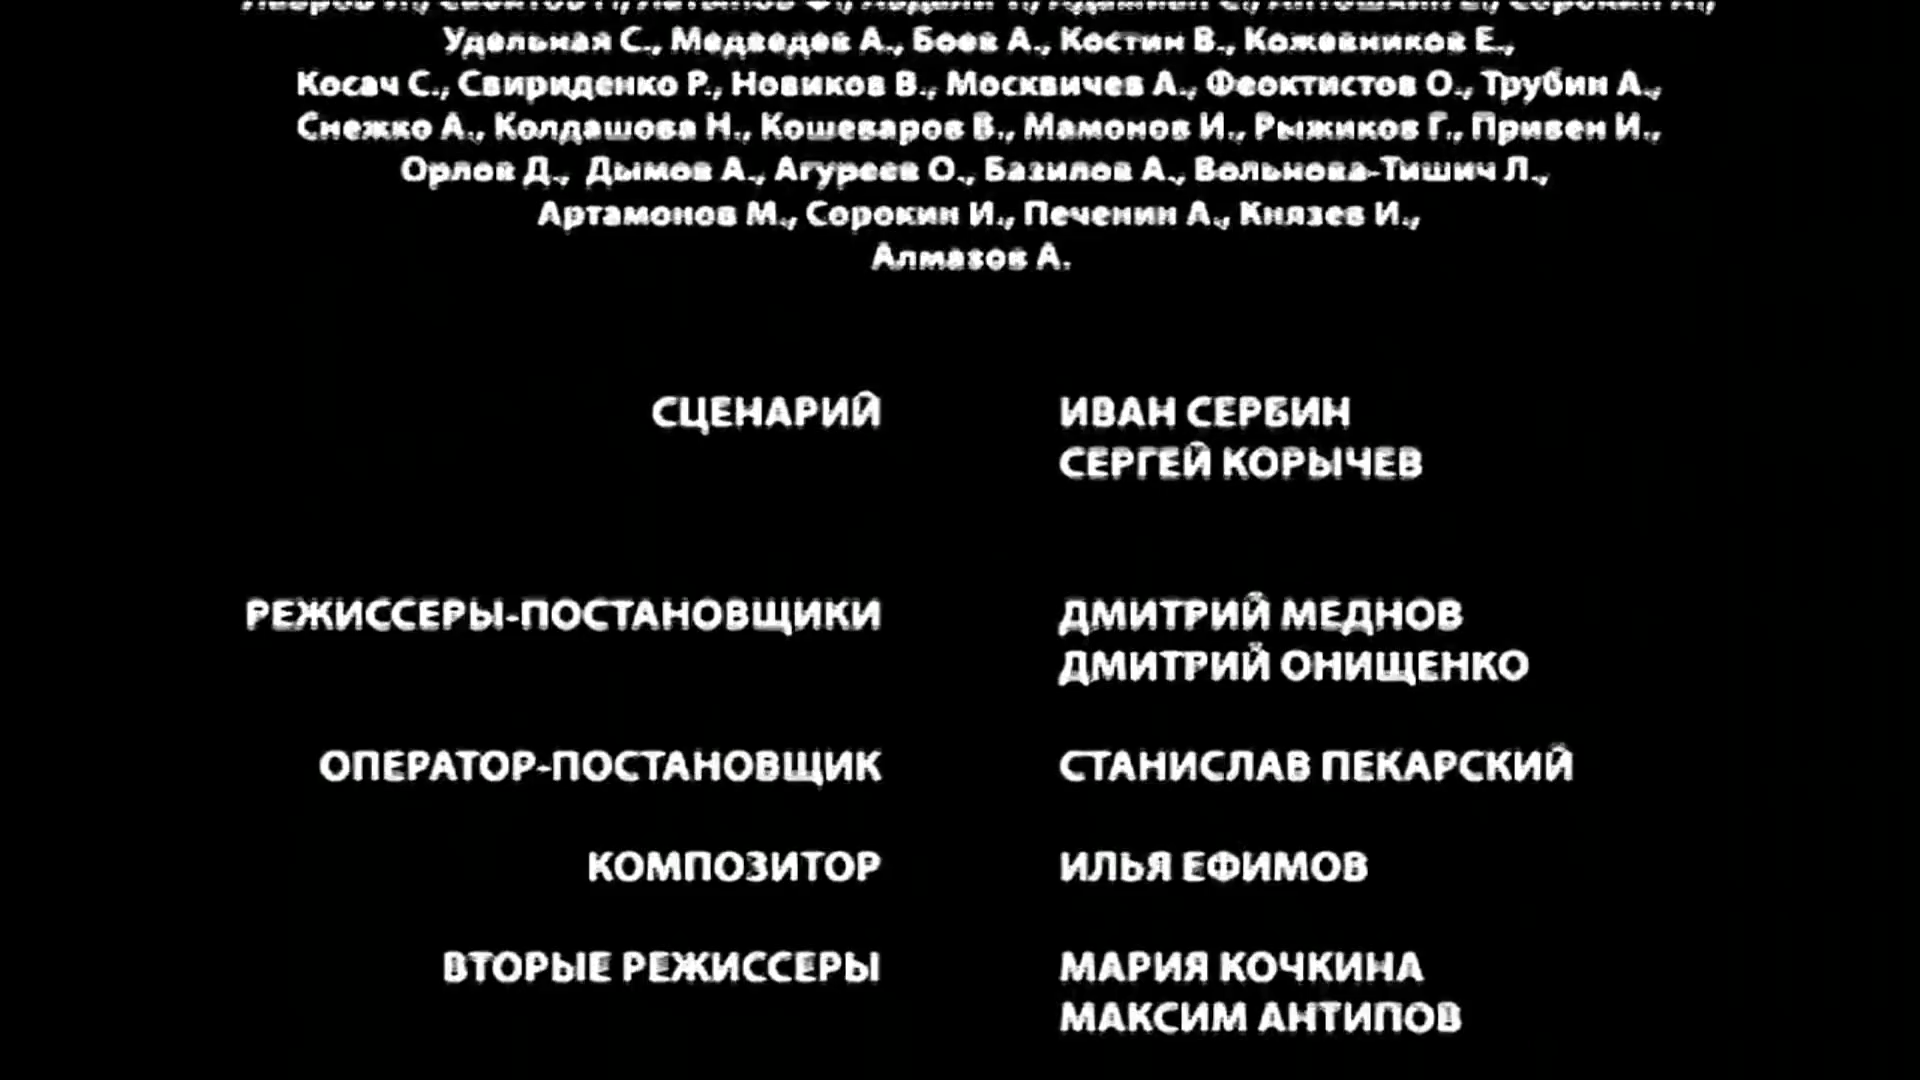 Удельная С., Медведев А., Боев А., Костин В., Кожевников Е.,
Косач С., Свириденко Р., Новиков В., Москвичев А., Феоктистов О., Трубин А.,
Снежко А., Колдашова Н., Кошеваров В., Мамонов И., Рыжиков Г., Привен И.,
Орлов Д., Дымов А., Агуреев О., Базилов А., Вольнова-Тишич Л.,
Артамонов М., Сорокин И., Печенин А., Князев И.,
Алмазов А.
СЦЕНАРИЙ ИВАН СЕРБИН
СЕРГЕЙ КОРЫЧЕВ
РЕЖИССЕРЫ-ПОСТАНОВЩИКИ ДМИТРИЙ МЕДНОВ
ДМИТРИЙ ОНИЩЕНКО
ОПЕРАТОР-ПОСТАНОВЩИК СТАНИСЛАВ ПЕКАРСКИЙ
КОМПОЗИТОР ИЛЬЯ ЕФИМОВ
ВТОРЫЕ РЕЖИССЕРЫ МАРИЯ КОЧКИНА
МАКСИМ АНТИПОВ